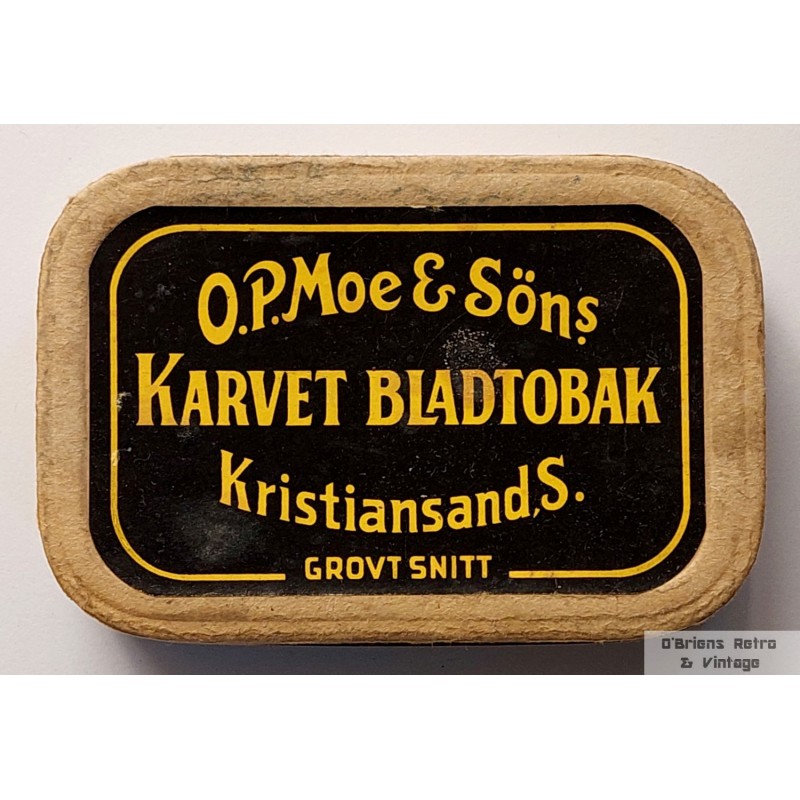 O.P. Moe & Söns
KARVET BLADTOBAK
Kristiansand, S.
GROVT SNITT
O'Briens Retro
& Vintage